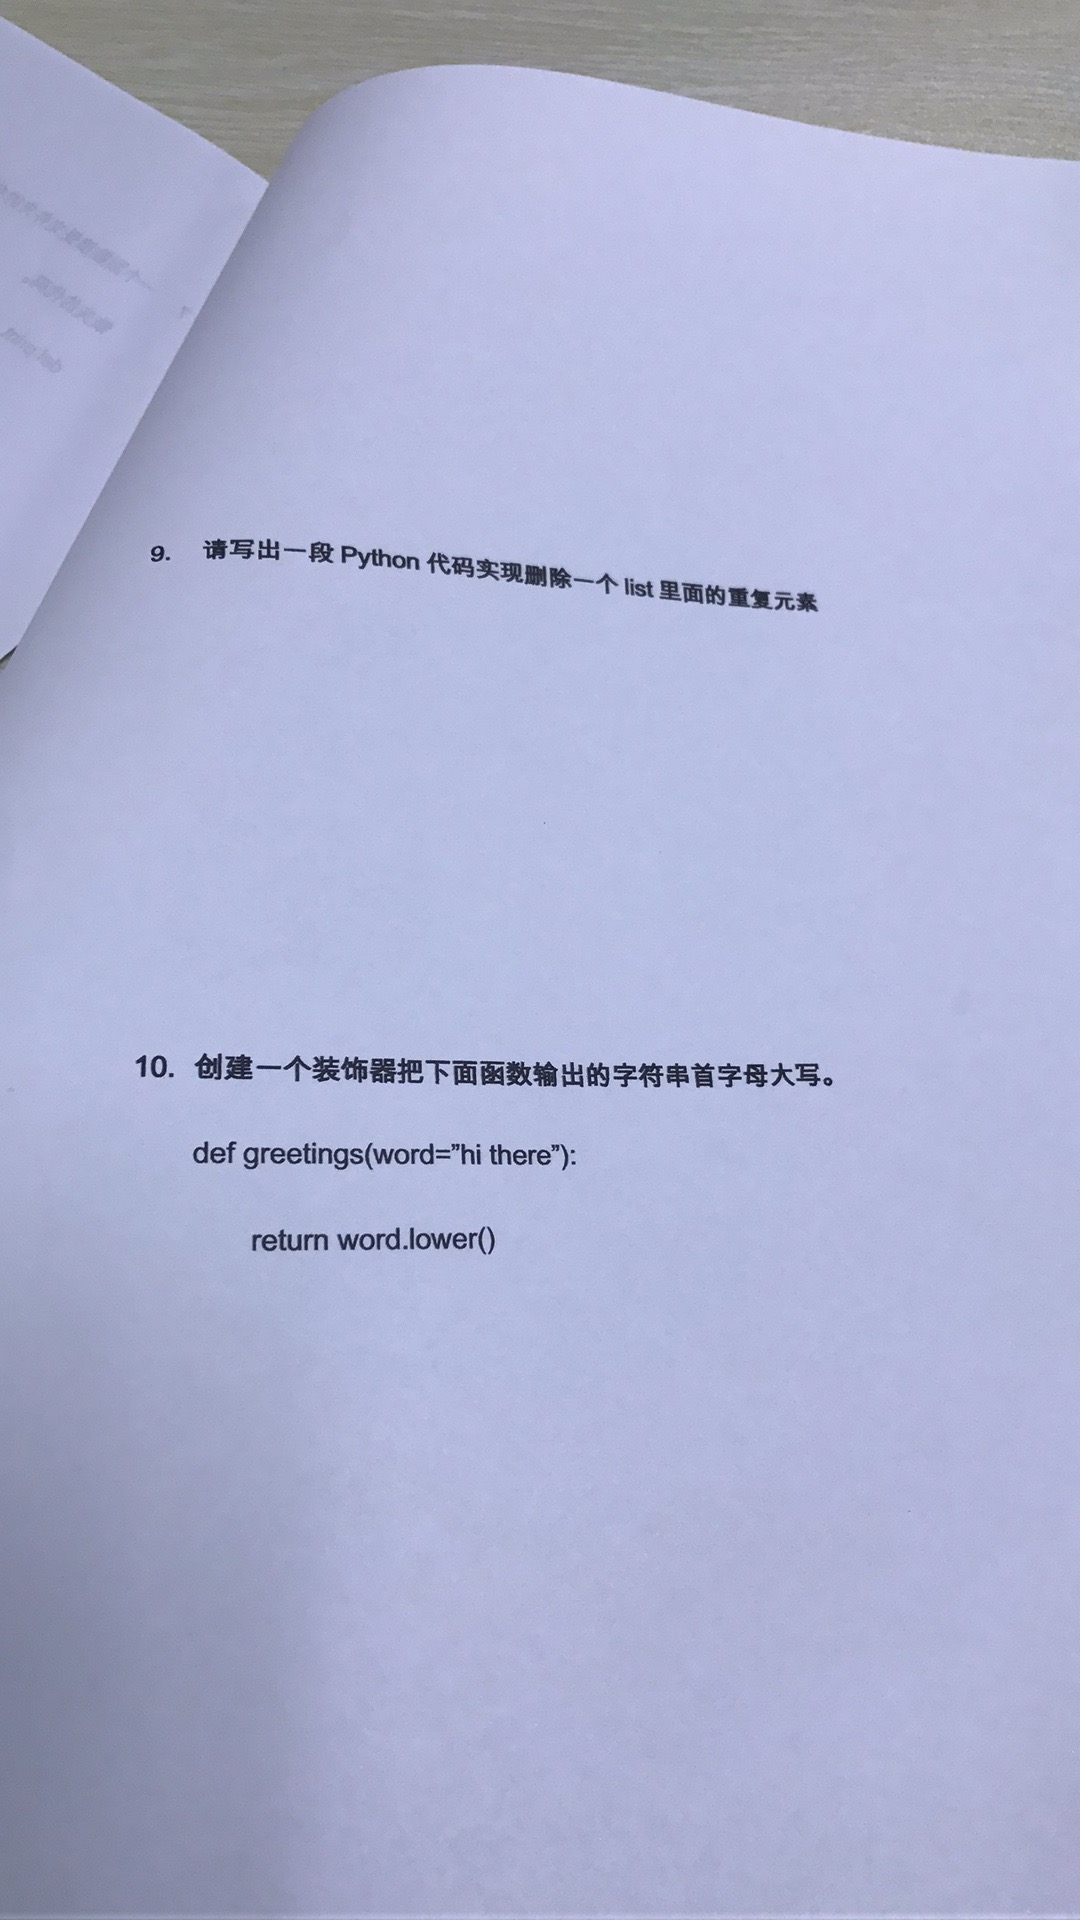 9. 请写出一段 Python 代码实现删除一个 list 里面的重复元素
10. 创建一个装饰器把下面函数输出的字符串首字母大写。
def greetings(word=”hi there”):
return word.lower()